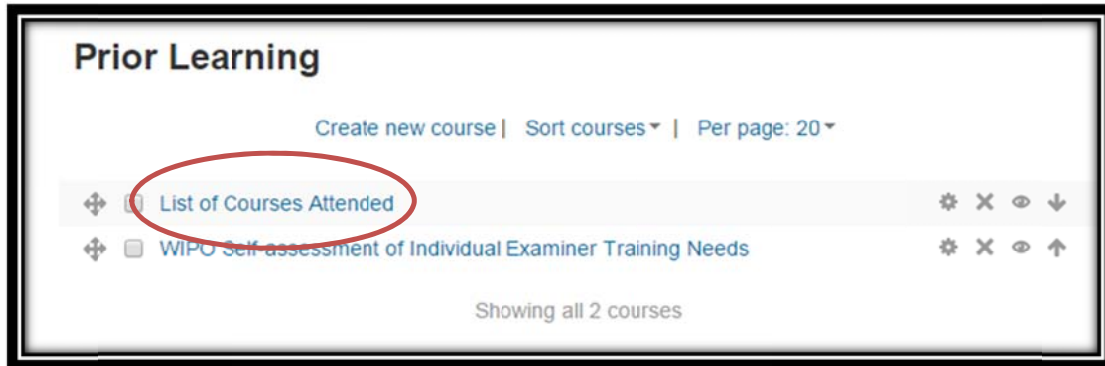 Prior Learning
Create new course | Sort courses | Per page: 20
List of Courses Attended
WIPO Self-assessment of Individual Examiner Training Needs
Showing all 2 courses